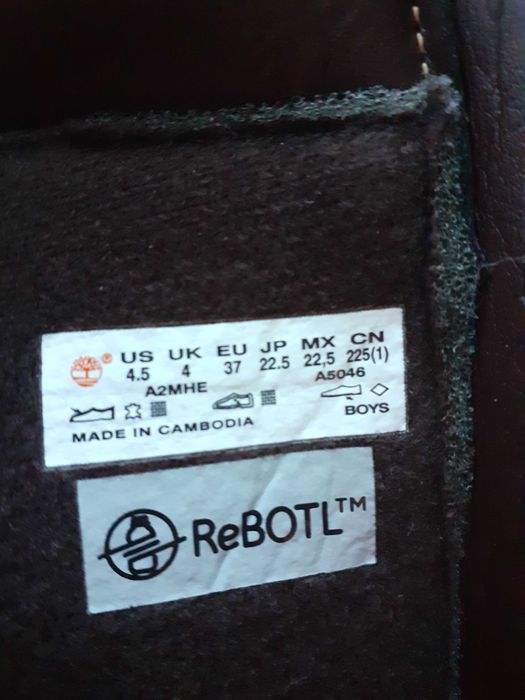 ® US UK EU JP MX CN
4.5 4 37 22.5 22,5 225(1)
A2MHE A5046
BOYS
MADE IN CAMBODIA
ReBOTL™